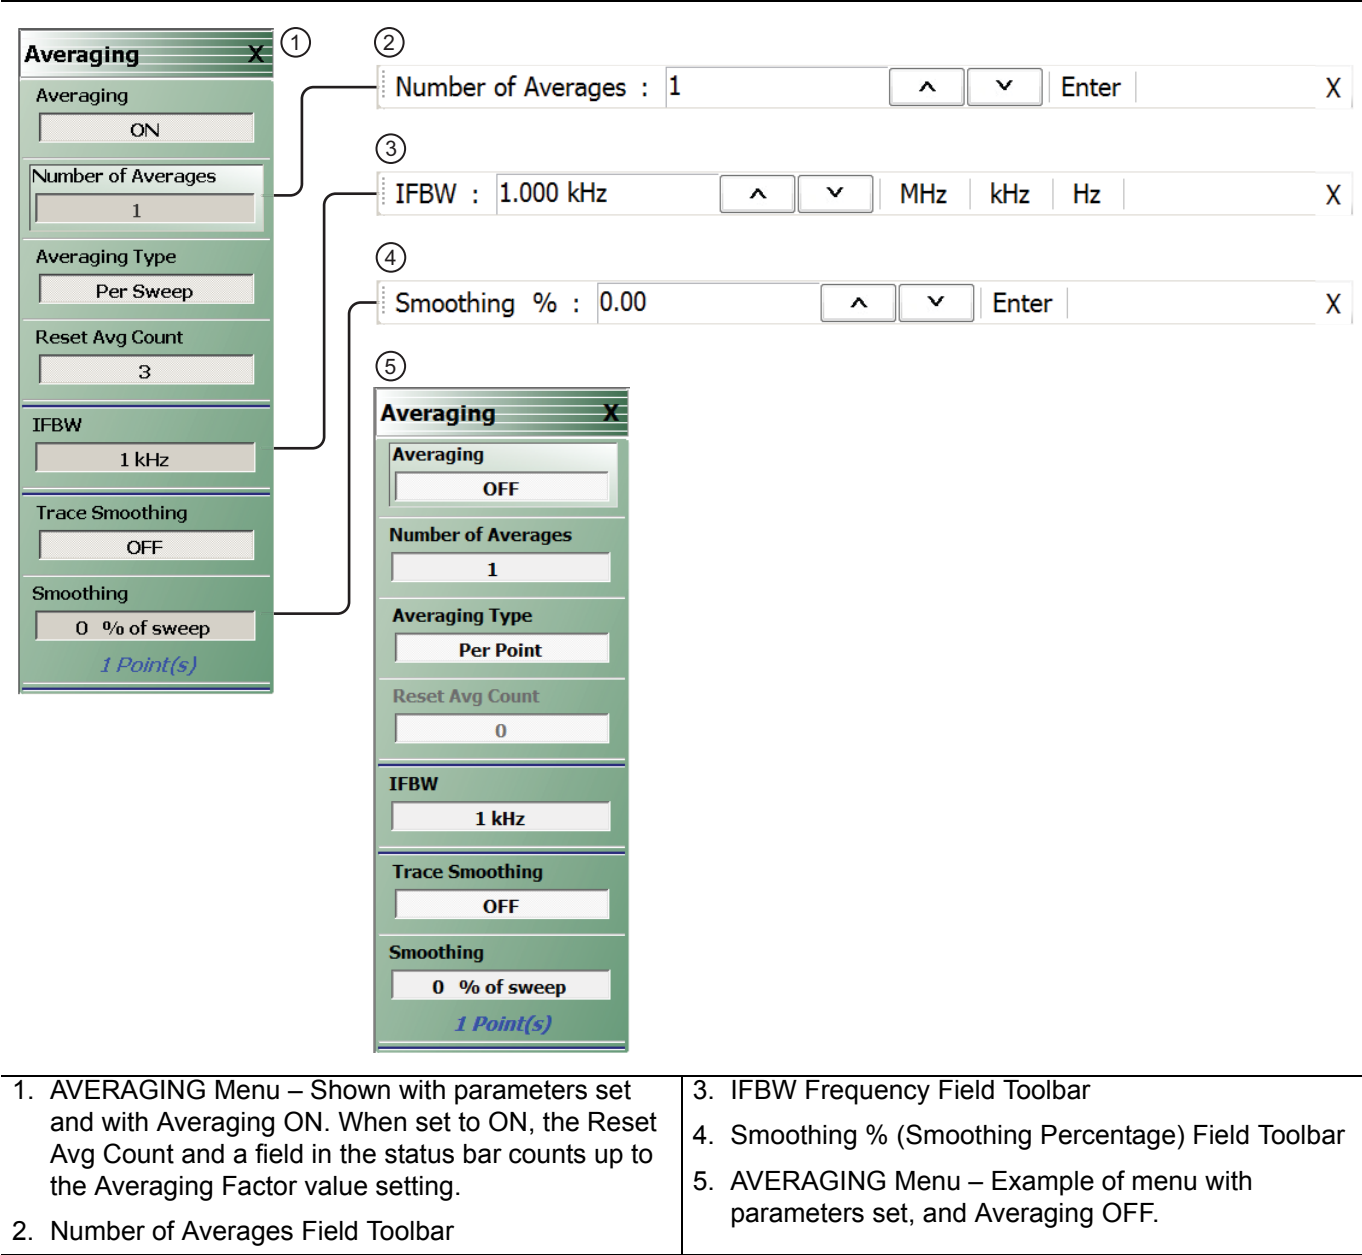 Averaging X
Averaging
ON
Number of Averages
1
Averaging Type
Per Sweep
Reset Avg Count
3
IFBW
1 kHz
Trace Smoothing
OFF
Smoothing
0 % of sweep
1 Point(s)
①
②
Number of Averages : 1 ^ v Enter X
③
IFBW : 1.000 kHz ^ v MHz kHz Hz X
④
Smoothing % : 0.00 ^ v Enter X
⑤
Averaging X
Averaging
OFF
Number of Averages
1
Averaging Type
Per Point
Reset Avg Count
0
IFBW
1 kHz
Trace Smoothing
OFF
Smoothing
0 % of sweep
1 Point(s)
1. AVERAGING Menu – Shown with parameters set
and with Averaging ON. When set to ON, the Reset
Avg Count and a field in the status bar counts up to
the Averaging Factor value setting.
2. Number of Averages Field Toolbar
3. IFBW Frequency Field Toolbar
4. Smoothing % (Smoothing Percentage) Field Toolbar
5. AVERAGING Menu – Example of menu with
parameters set, and Averaging OFF.